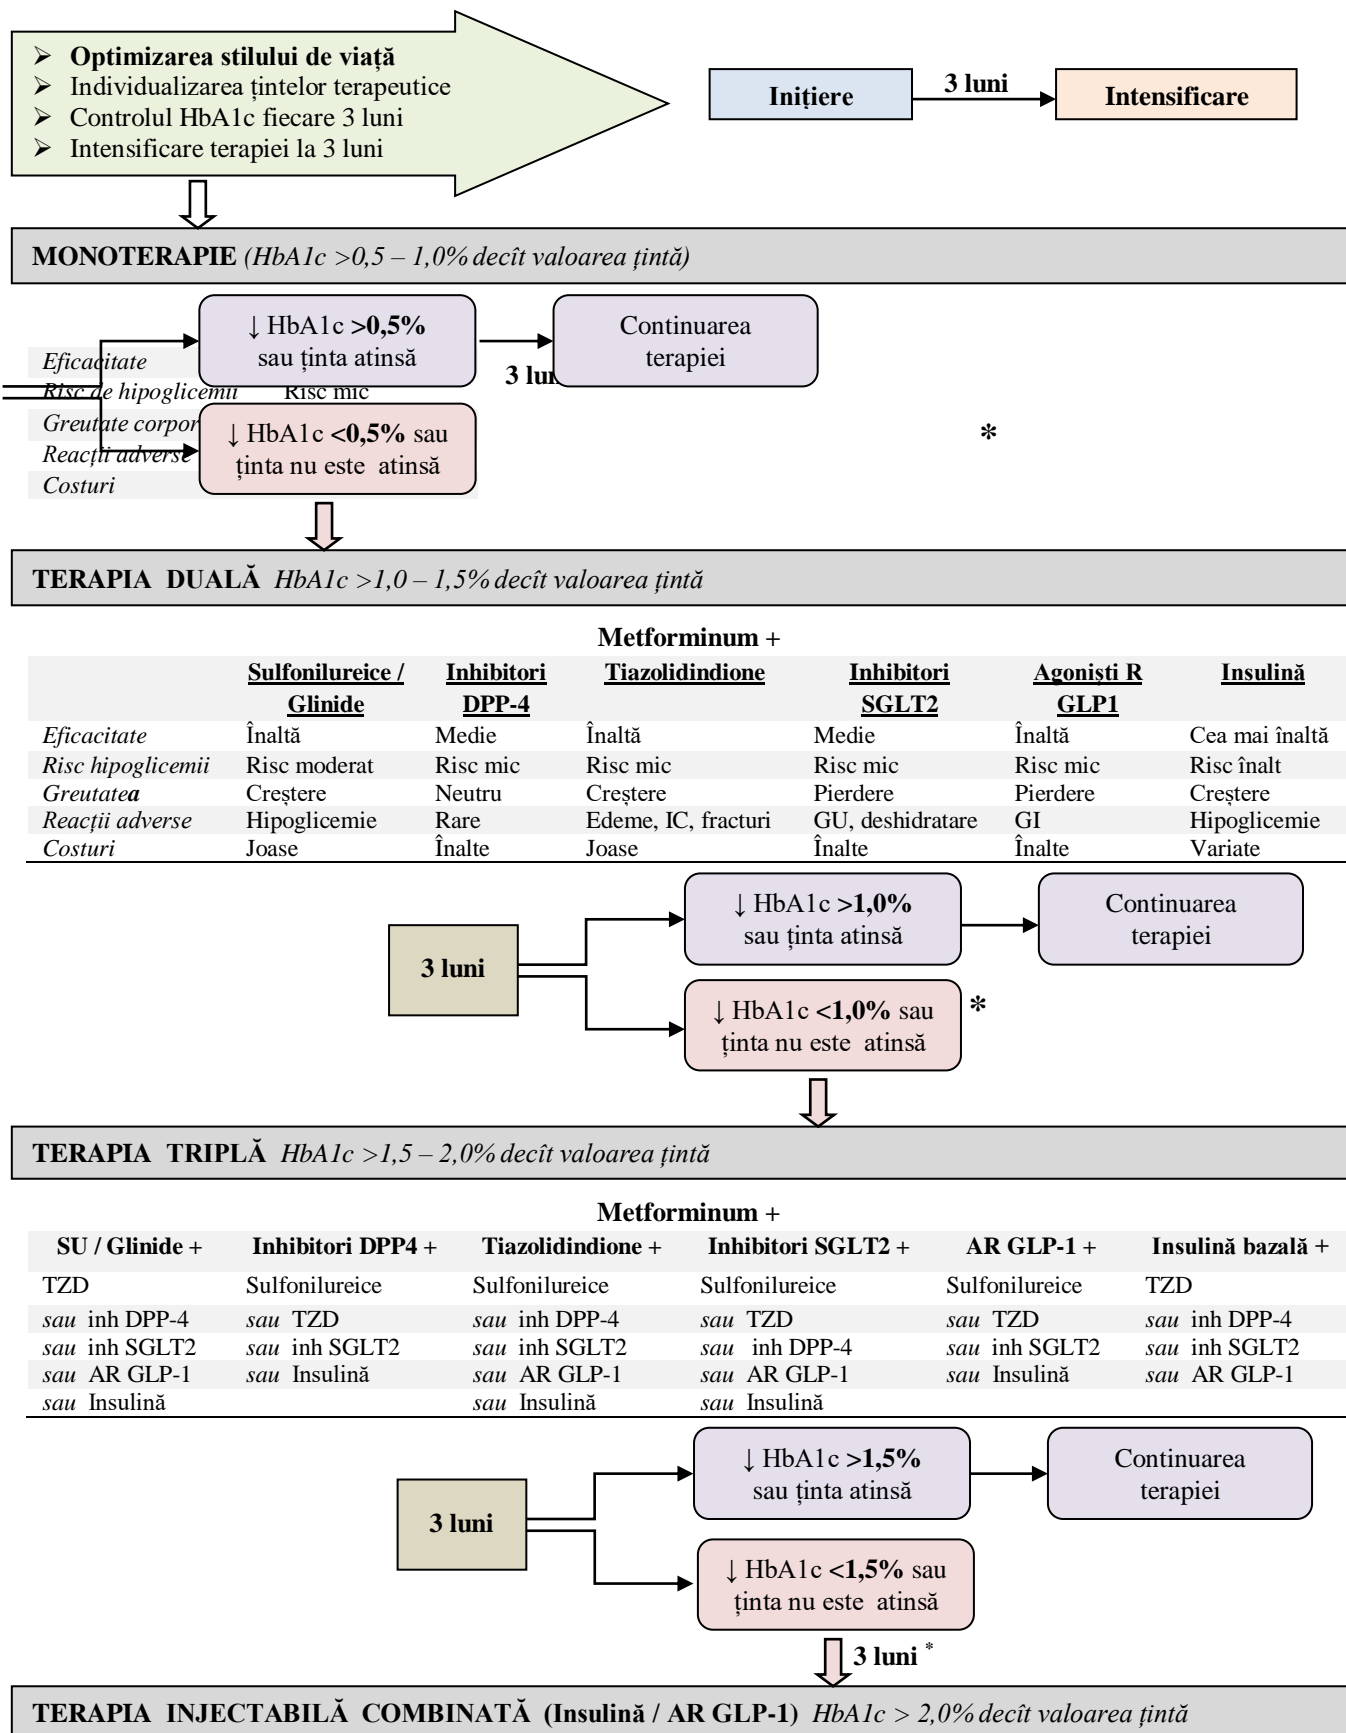 ➢ Optimizarea stilului de viață
➢ Individualizarea țintelor terapeutice
➢ Controlul HbA1c fiecare 3 luni
➢ Intensificare terapiei la 3 luni
Inițiere 3 luni Intensificare
MONOTERAPIE (HbA1c >0,5 – 1,0% decît valoarea țintă)
↓ HbA1c >0,5%
sau ținta atinsă
Continuarea
terapiei
3 luni
Eficacitate
Risc de hipoglicemii Risc mic
Greutate corpor
Reacții adverse
Costuri
↓ HbA1c <0,5% sau
ținta nu este atinsă
*
TERAPIA DUALĂ HbA1c >1,0 – 1,5% decît valoarea țintă
Metforminum +
Sulfonilureice / Inhibitori Tiazolidindione Inhibitori Agoniști R Insulină
Glinide DPP-4 SGLT2 GLP1
Eficacitate Înaltă Medie Înaltă Medie Înaltă Cea mai înaltă
Risc hipoglicemii Risc moderat Risc mic Risc mic Risc mic Risc mic Risc înalt
Greutatea Creștere Neutru Creștere Pierdere Pierdere Creștere
Reacții adverse Hipoglicemie Rare Edeme, IC, fracturi GU, deshidratare GI Hipoglicemie
Costuri Joase Înalte Joase Înalte Înalte Variate
3 luni
↓ HbA1c >1,0%
sau ținta atinsă
Continuarea
terapiei
↓ HbA1c <1,0% sau
ținta nu este atinsă
*
TERAPIA TRIPLĂ HbA1c >1,5 – 2,0% decît valoarea țintă
Metforminum +
SU / Glinide + Inhibitori DPP4 + Tiazolidindione + Inhibitori SGLT2 + AR GLP-1 + Insulină bazală +
TZD Sulfonilureice Sulfonilureice Sulfonilureice Sulfonilureice TZD
sau inh DPP-4 sau TZD sau inh DPP-4 sau TZD sau TZD sau inh DPP-4
sau inh SGLT2 sau inh SGLT2 sau inh SGLT2 sau inh DPP-4 sau inh SGLT2 sau inh SGLT2
sau AR GLP-1 sau Insulină sau AR GLP-1 sau AR GLP-1 sau Insulină sau AR GLP-1
sau Insulină sau Insulină sau Insulină
3 luni
↓ HbA1c >1,5%
sau ținta atinsă
Continuarea
terapiei
↓ HbA1c <1,5% sau
ținta nu este atinsă
3 luni *
TERAPIA INJECTABILĂ COMBINATĂ (Insulină / AR GLP-1) HbA1c > 2,0% decît valoarea țintă